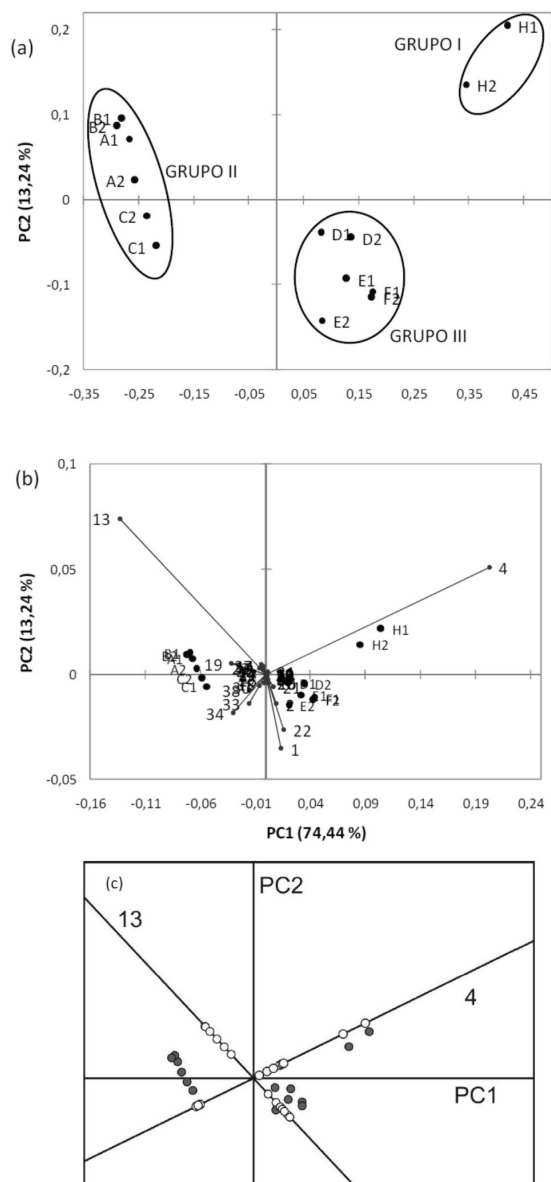 (a)
0,2
H1
GRUPO I
H2
0,1
B1
B2
A1
GRUPO II
A2
0
C2
C1
D1
D2
E1
F1
F2
-0,1
E2
GRUPO III
-0,2
PC2 (13,24 %)
-0,35 -0,25 -0,15 -0,05 0,05 0,15 0,25 0,35 0,45
(b)
0,1
13
0,05
4
H1
H2
B1
A1
19
A2
C2
C1
0
38
33
34
21
D2
E2
2
22
1
-0,05
PC2 (13,24 %)
-0,16 -0,11 -0,06 -0,01 0,04 0,09 0,14 0,19 0,24
PC1 (74,44 %)
(c)
PC2
13
4
PC1